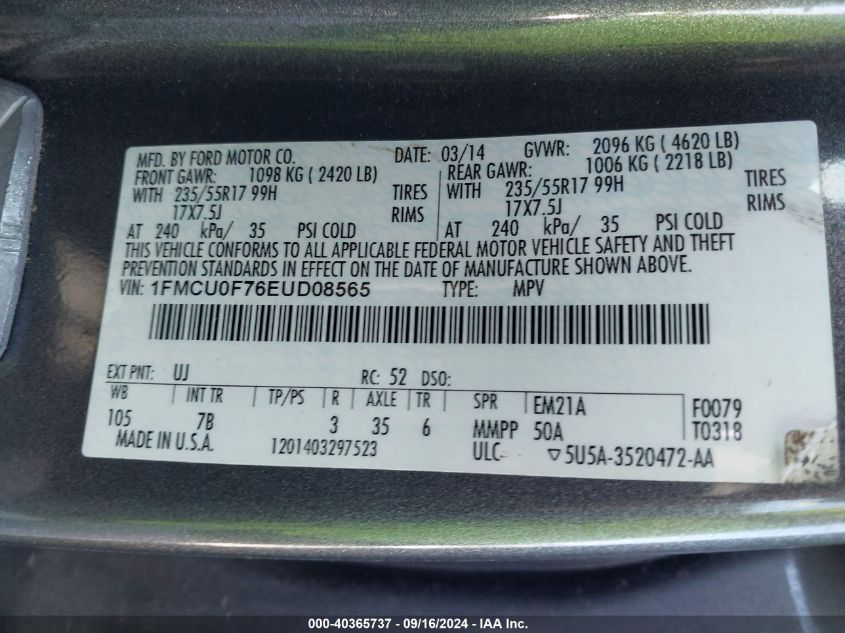 MFD. BY FORD MOTOR CO. DATE: 03/14 GVWR: 2096 KG ( 4620 LB)
FRONT GAWR: 1098 KG ( 2420 LB) REAR GAWR: 1006 KG ( 2218 LB)
WITH 235/55R17 99H TIRES WITH 235/55R17 99H TIRES
17X7.5J RIMS 17X7.5J RIMS
AT 240 kPa/ 35 PSI COLD AT 240 kPa/ 35 PSI COLD
THIS VEHICLE CONFORMS TO ALL APPLICABLE FEDERAL MOTOR VEHICLE SAFETY AND THEFT
PREVENTION STANDARDS IN EFFECT ON THE DATE OF MANUFACTURE SHOWN ABOVE.
VIN: 1FMCU0F76EUD08565 TYPE: MPV
EXT PNT: UJ RC: 52 DSO:
WB INT TR TP/PS R AXLE TR SPR EM21A F0079
105 7B 3 35 6 MMPP 50A T0318
MADE IN U.S.A. 1201403297523 ULC ▽5U5A-3520472-AA
000-40365737 - 09/16/2024 - IAA Inc.